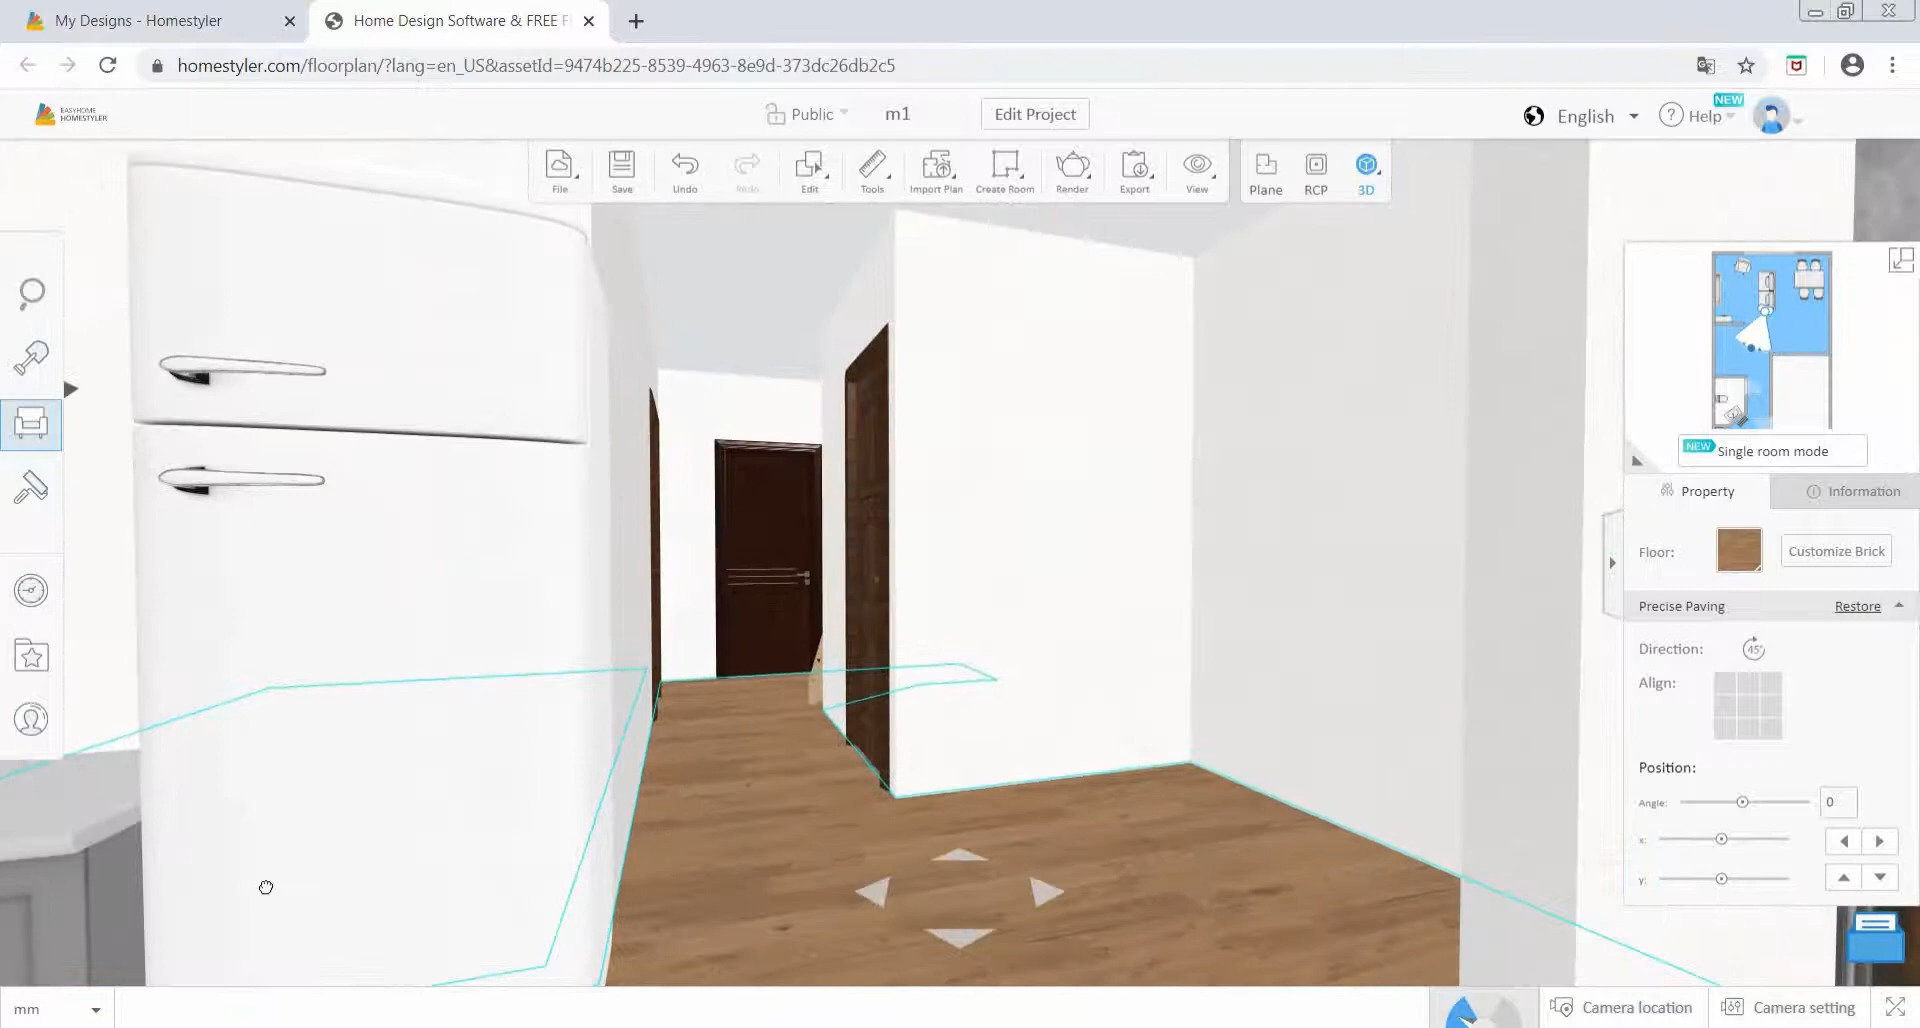 My Designs - Homestyler
Home Design Software & FREE F
homestyler.com/floorplan/?lang=en_US&assetId=9474b225-8539-4963-8e9d-373dc26db2c5
EASYHOME
HOMESTYLER
Public
m1
Edit Project
English
Help
NEW
File
Save
Undo
Redo
Edit
Tools
Import Plan
Create Room
Render
Export
View
Plane
RCP
3D
NEW
Single room mode
Property
Information
Floor:
Customize Brick
Precise Paving
Restore
Direction:
45°
Align:
Position:
Angle:
0
x:
y:
mm
Camera location
Camera setting